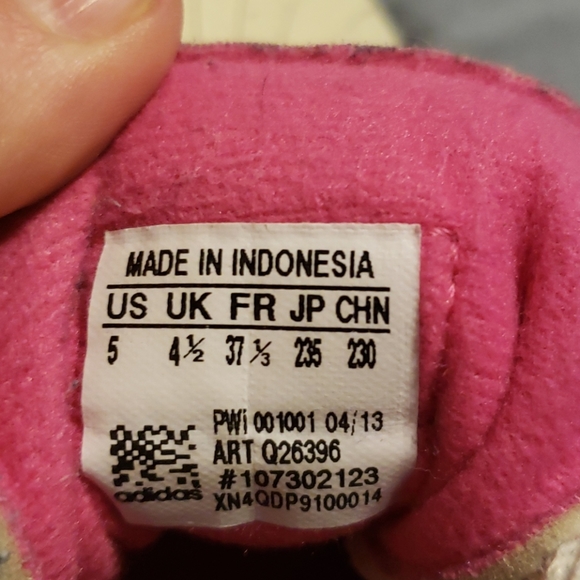 MADE IN INDONESIA
US UK FR JP CHN
5 4½ 37⅓ 235 230
PWi 001001 04/13
ART Q26396
#107302123
adidas XN4QDP9100014